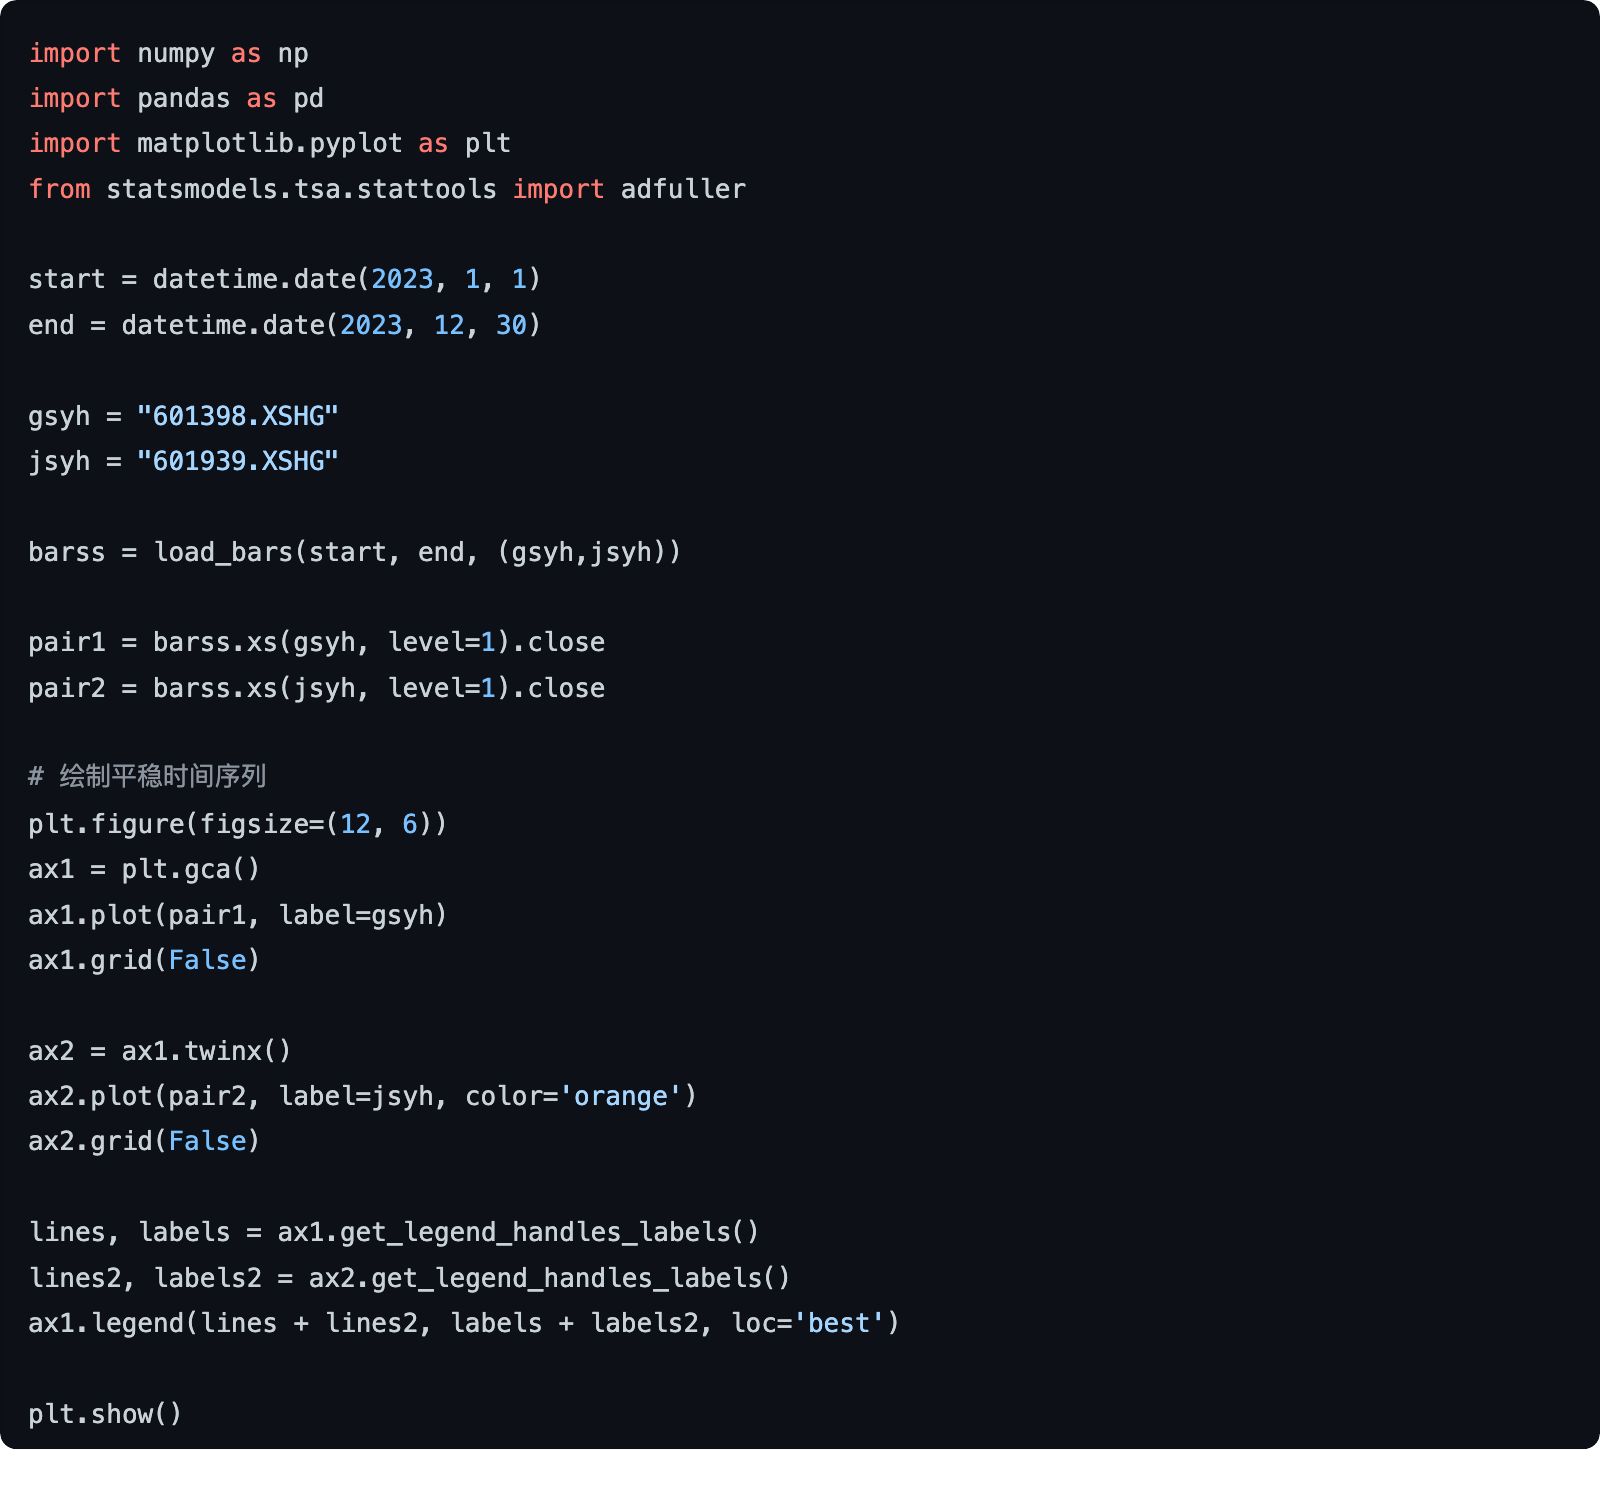 import numpy as np
import pandas as pd
import matplotlib.pyplot as plt
from statsmodels.tsa.stattools import adfuller
start = datetime.date(2023, 1, 1)
end = datetime.date(2023, 12, 30)
gsyh = "601398.XSHG"
jsyh = "601939.XSHG"
barss = load_bars(start, end, (gsyh,jsyh))
pair1 = barss.xs(gsyh, level=1).close
pair2 = barss.xs(jsyh, level=1).close
# 绘制平稳时间序列
plt.figure(figsize=(12, 6))
ax1 = plt.gca()
ax1.plot(pair1, label=gsyh)
ax1.grid(False)
ax2 = ax1.twinx()
ax2.plot(pair2, label=jsyh, color='orange')
ax2.grid(False)
lines, labels = ax1.get_legend_handles_labels()
lines2, labels2 = ax2.get_legend_handles_labels()
ax1.legend(lines + lines2, labels + labels2, loc='best')
plt.show()